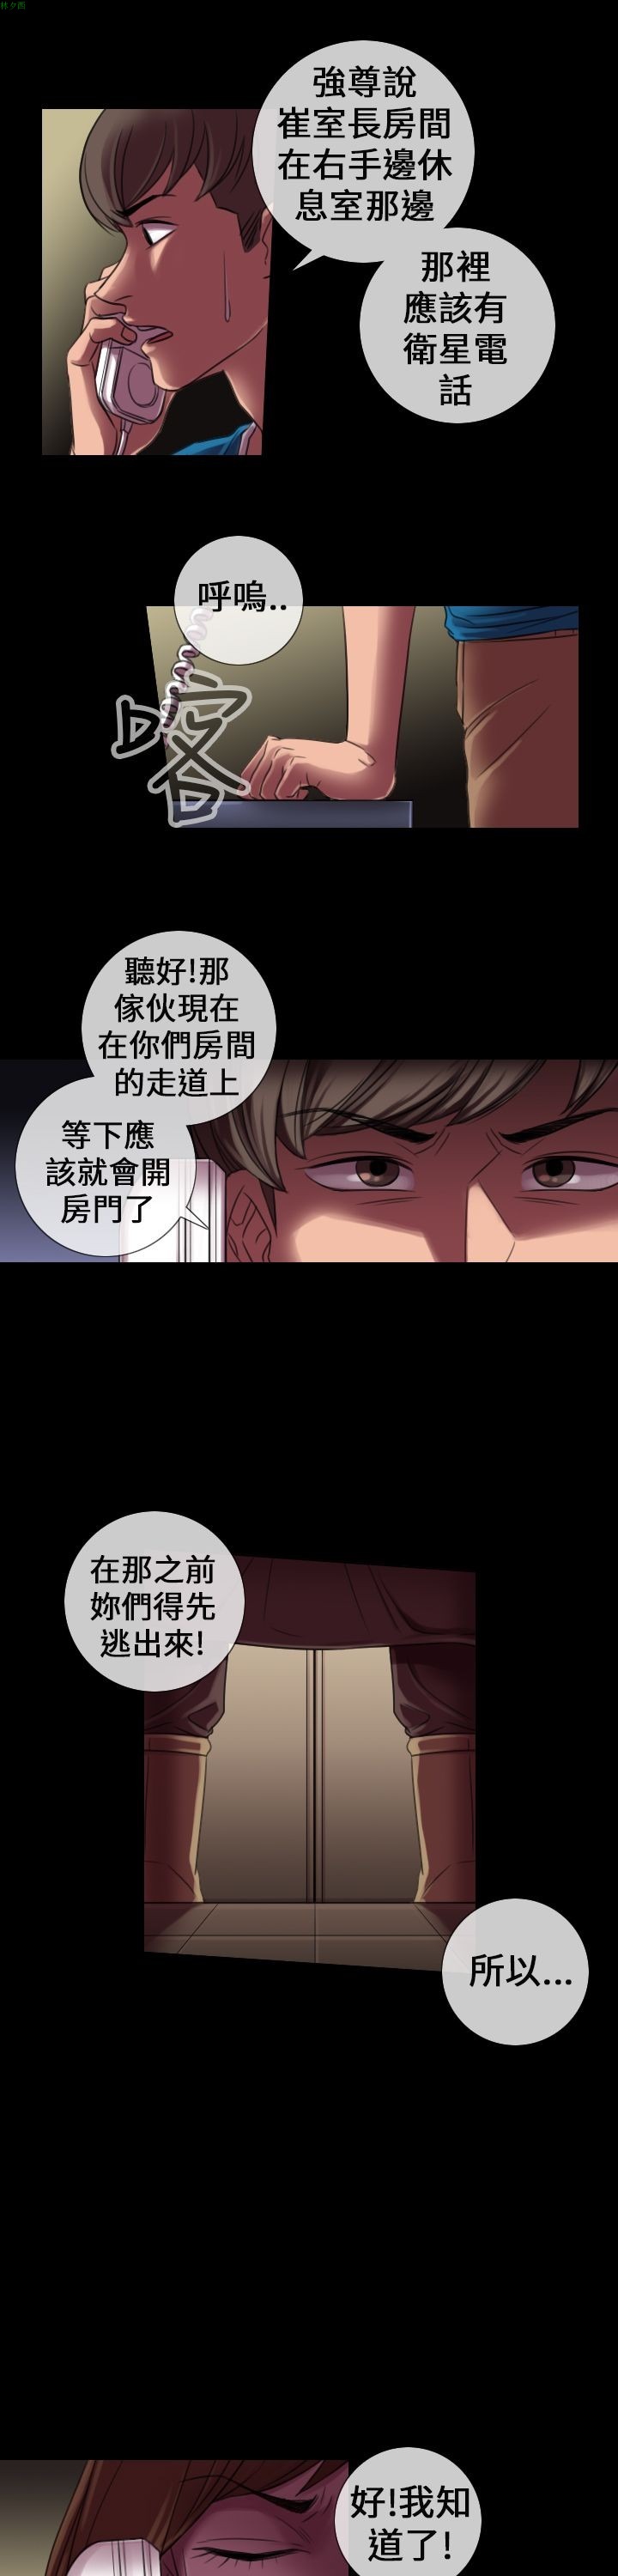 林夕西
強尊說
崔室長房間
在右手邊休
息室那邊
那裡
應該有
衛星電
話
呼嗚..
喀
聽好!那
傢伙現在
在你們房間
的走道上
等下應
該就會開
房門了
在那之前
妳們得先
逃出來!
所以...
好!我知
道了!